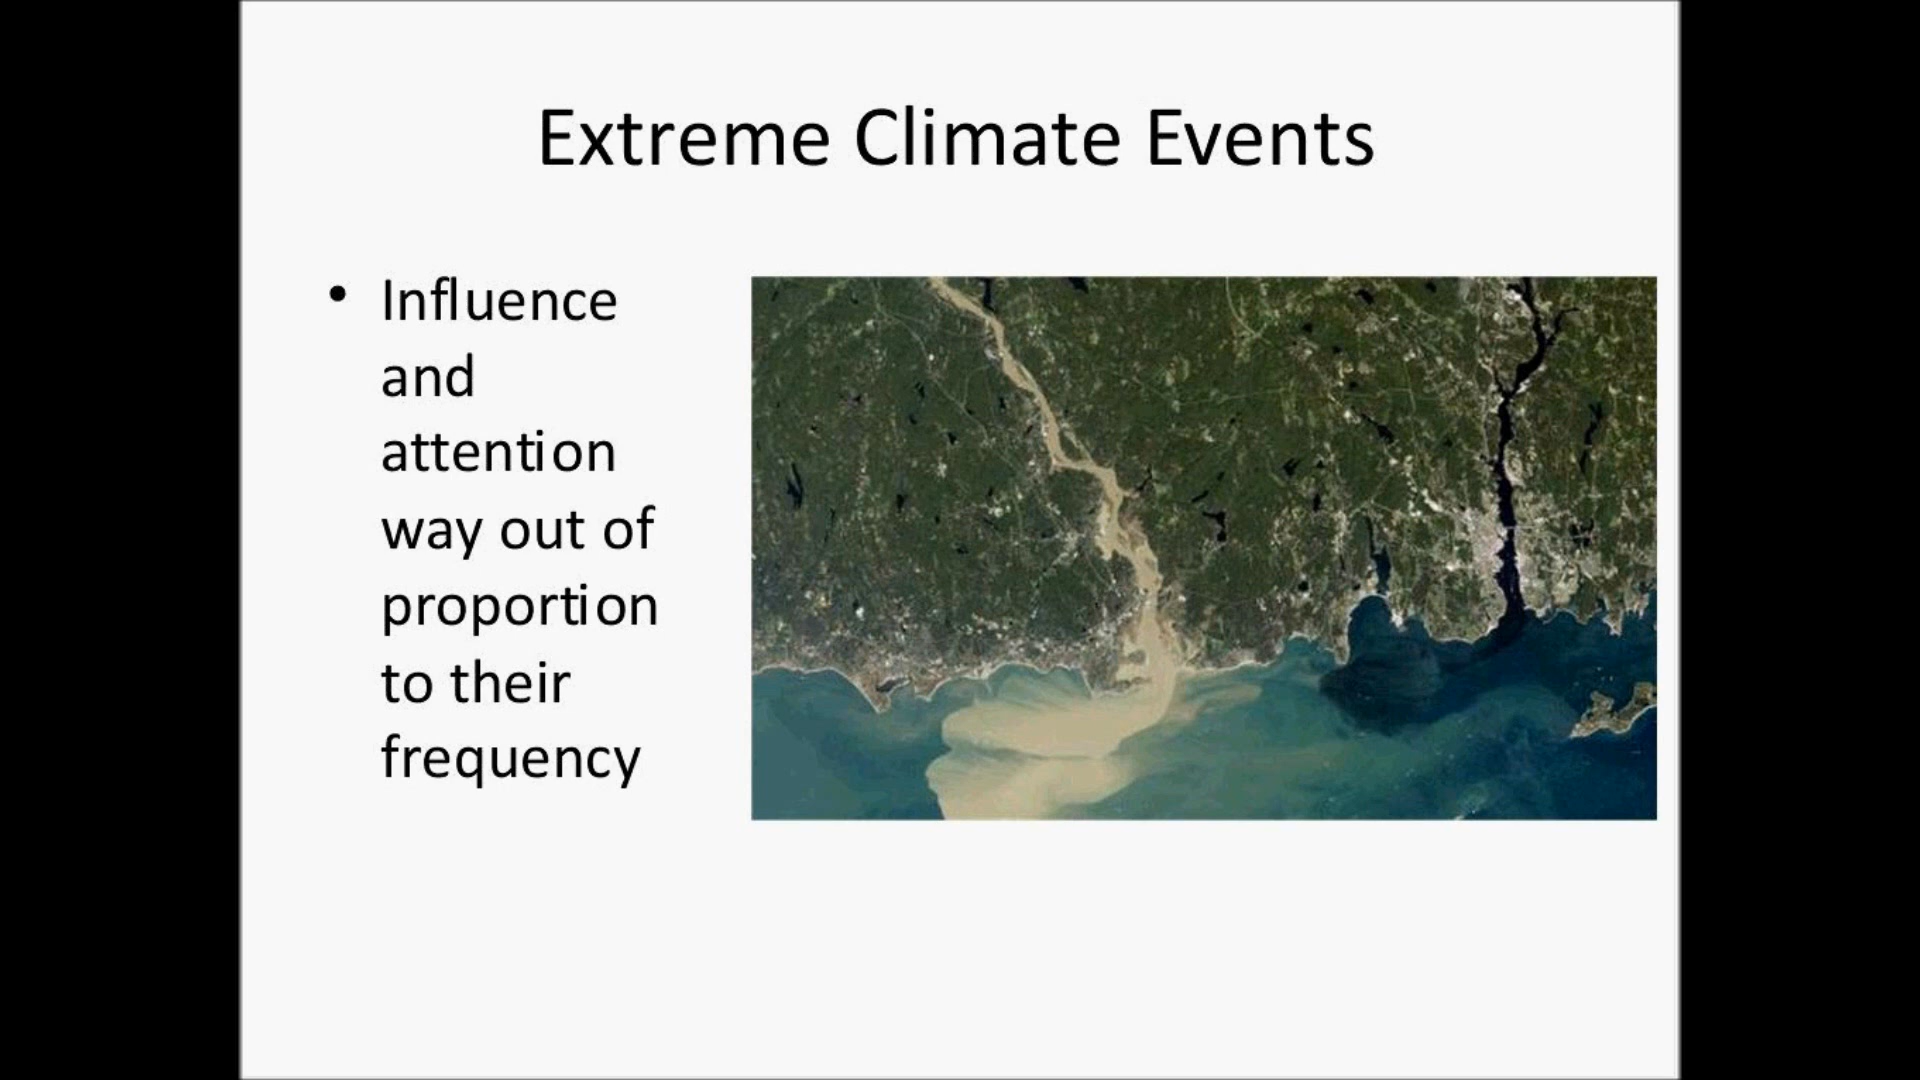 Extreme Climate Events
• Influence
and
attention
way out of
proportion
to their
frequency